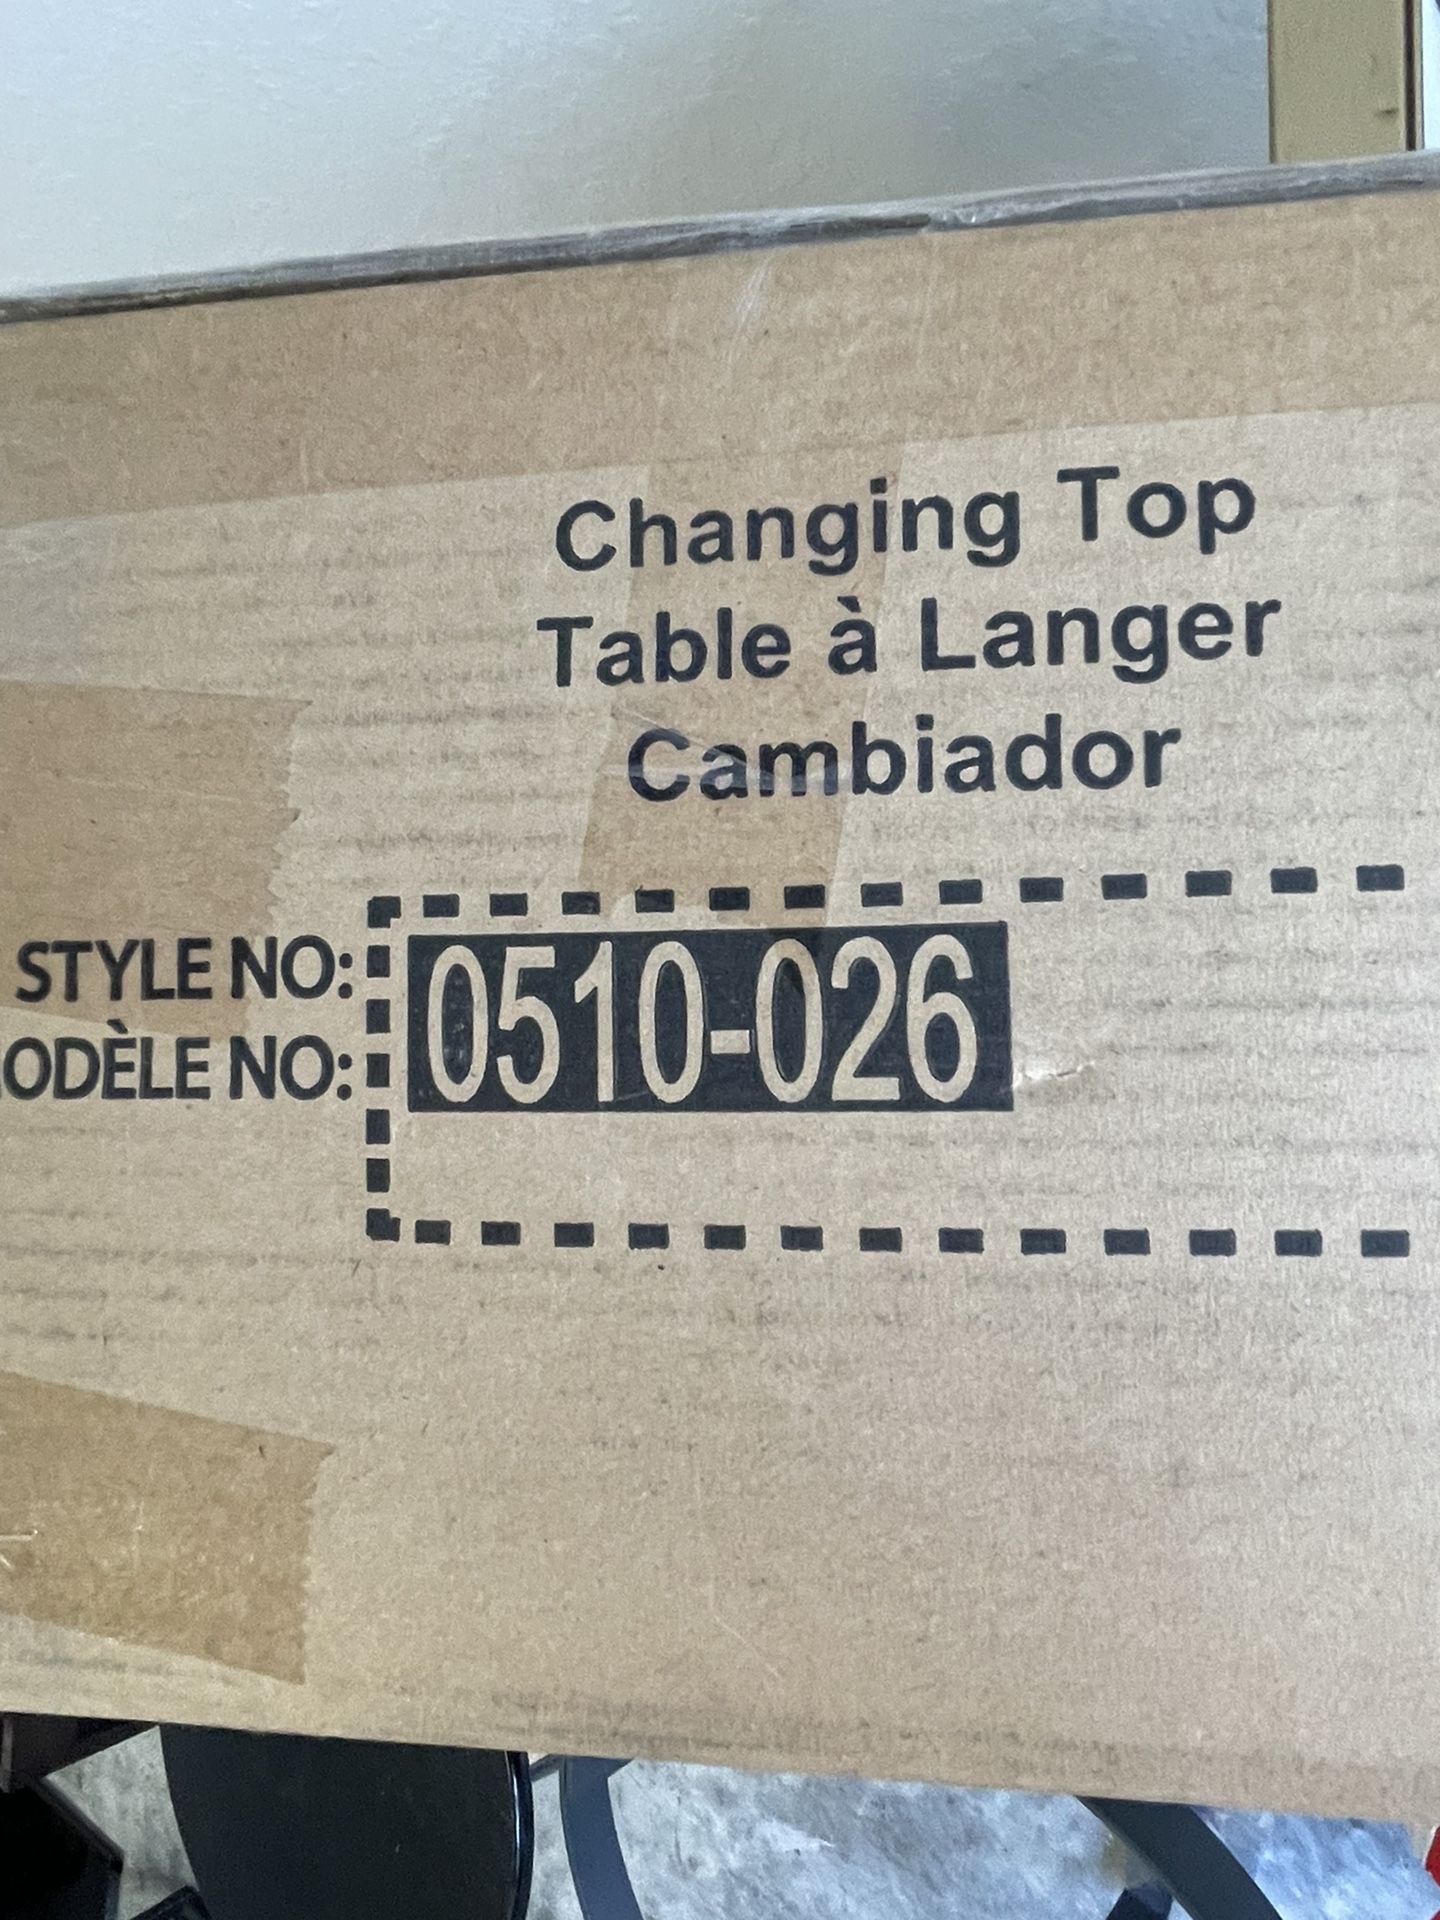 Changing Top
Table à Langer
Cambiador
STYLE NO:
ODÈLE NO:
0510-026